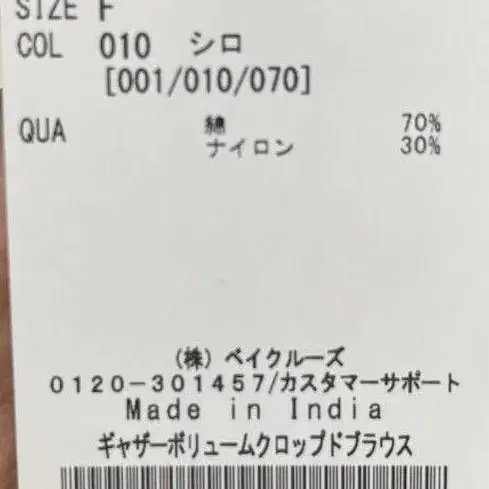 SIZE F
COL 010 シロ
[001/010/070]
QUA 綿 70%
ナイロン 30%
(株) ベイクルーズ
0120-301457/カスタマーサポート
Made in India
ギャザーボリュームクロップドブラウス